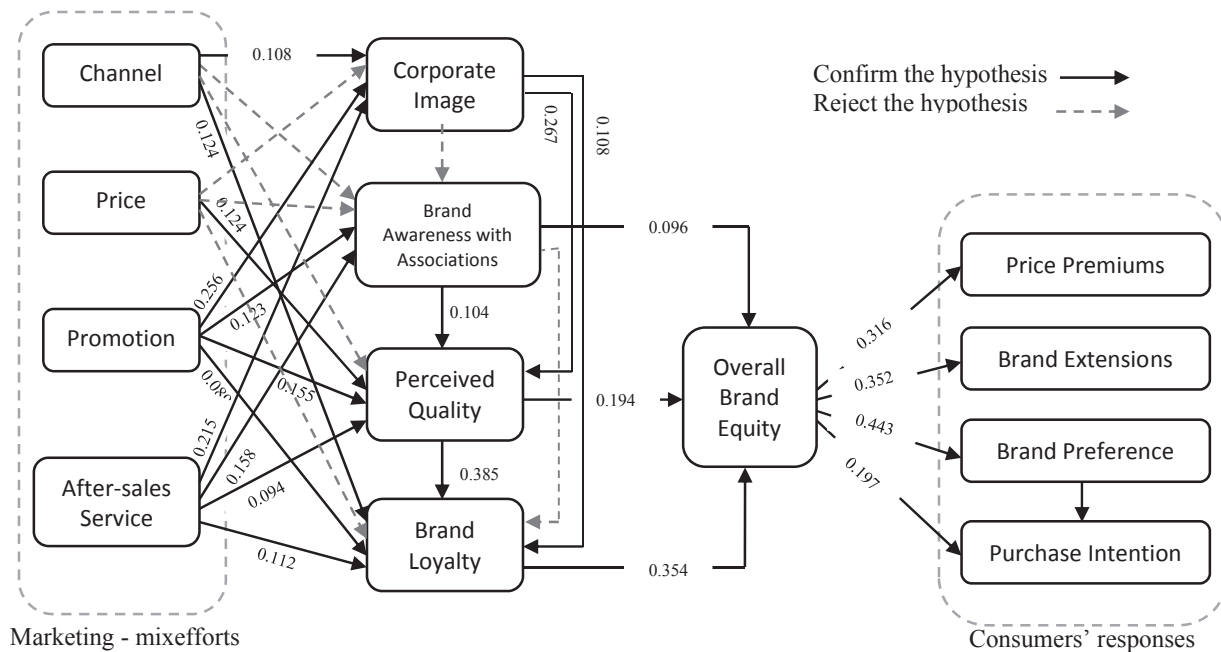 Channel
Price
Promotion
After-sales
Service
Marketing - mixefforts
0.108
0.124
0.124
0.256
0.123
0.155
0.215
0.158
0.094
0.112
Corporate
Image
Brand
Awareness with
Associations
0.104
Perceived
Quality
0.385
Brand
Loyalty
0.267
0.108
0.096
0.194
0.354
Overall
Brand
Equity
Confirm the hypothesis
Reject the hypothesis
0.316
0.352
0.443
0.197
Price Premiums
Brand Extensions
Brand Preference
Purchase Intention
Consumers’ responses